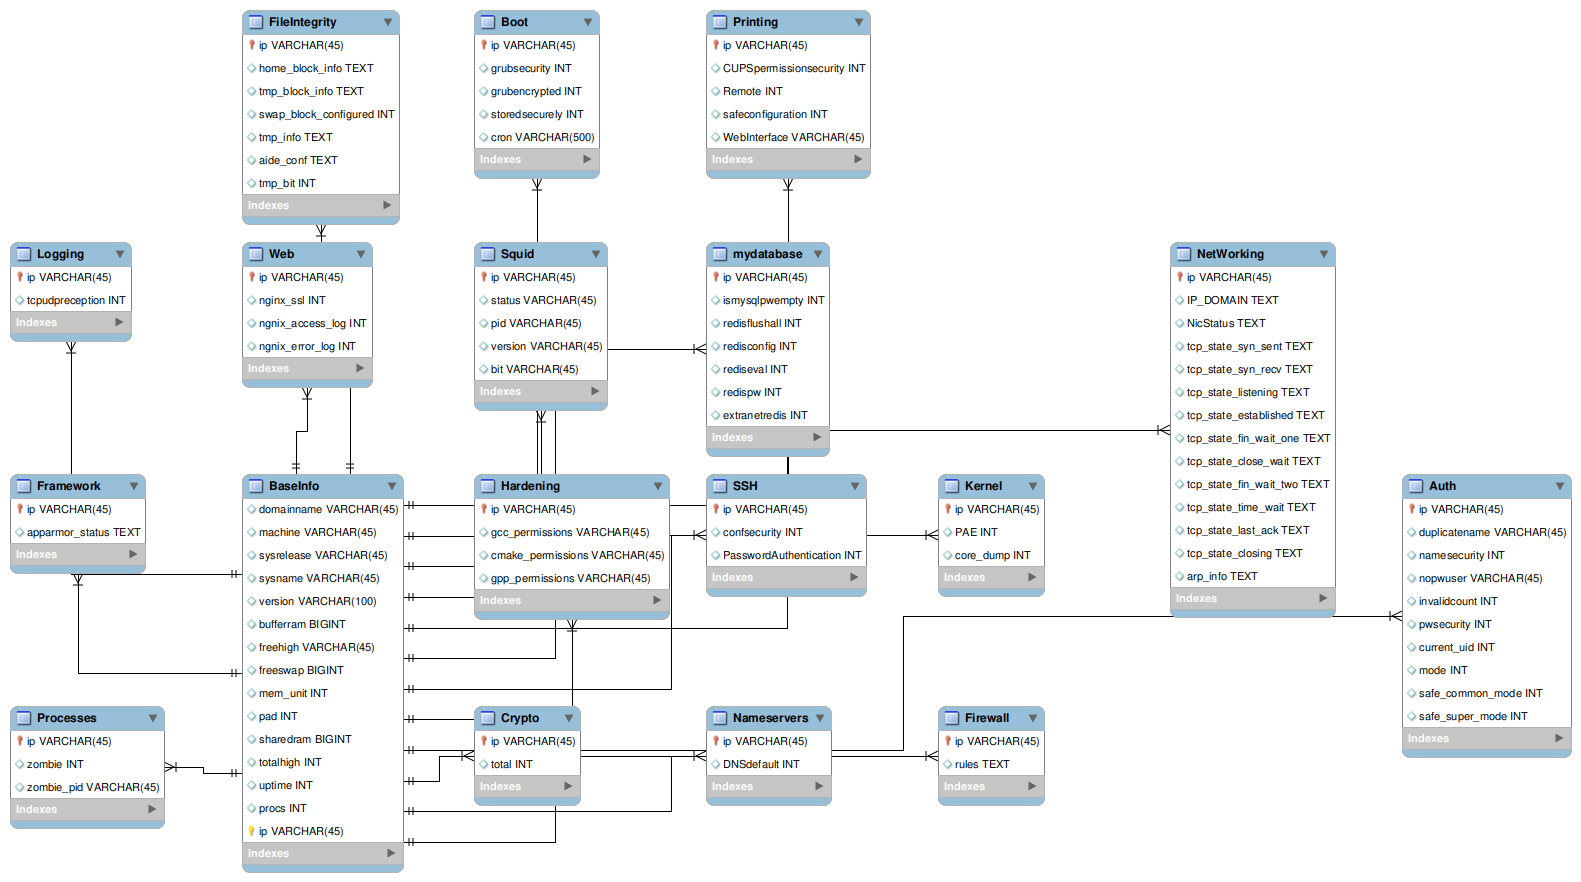 FileIntegrity
ip VARCHAR(45)
home_block_info TEXT
tmp_block_info TEXT
swap_block_configured INT
tmp_info TEXT
aide_conf TEXT
tmp_bit INT
Indexes
Boot
ip VARCHAR(45)
grubsecurity INT
grubencrypted INT
storedsecurely INT
cron VARCHAR(500)
Indexes
Printing
ip VARCHAR(45)
CUPSpermissionsecurity INT
Remote INT
safeconfiguration INT
WebInterface VARCHAR(45)
Indexes
Logging
ip VARCHAR(45)
tcpudpreception INT
Indexes
Web
ip VARCHAR(45)
nginx_ssl INT
ngnix_access_log INT
ngnix_error_log INT
Indexes
Squid
ip VARCHAR(45)
status VARCHAR(45)
pid VARCHAR(45)
version VARCHAR(45)
bit VARCHAR(45)
Indexes
mydatabase
ip VARCHAR(45)
ismysqlpwempty INT
redisflushall INT
redisconfig INT
rediseval INT
redispw INT
extranetredis INT
Indexes
NetWorking
ip VARCHAR(45)
IP_DOMAIN TEXT
NicStatus TEXT
tcp_state_syn_sent TEXT
tcp_state_syn_recv TEXT
tcp_state_listening TEXT
tcp_state_established TEXT
tcp_state_fin_wait_one TEXT
tcp_state_close_wait TEXT
tcp_state_fin_wait_two TEXT
tcp_state_time_wait TEXT
tcp_state_last_ack TEXT
tcp_state_closing TEXT
arp_info TEXT
Indexes
Framework
ip VARCHAR(45)
apparmor_status TEXT
Indexes
BaseInfo
domainname VARCHAR(45)
machine VARCHAR(45)
sysrelease VARCHAR(45)
sysname VARCHAR(45)
version VARCHAR(100)
bufferram BIGINT
freehigh VARCHAR(45)
freeswap BIGINT
mem_unit INT
pad INT
sharedram BIGINT
totalhigh INT
uptime INT
procs INT
ip VARCHAR(45)
Indexes
Hardening
ip VARCHAR(45)
gcc_permissions VARCHAR(45)
cmake_permissions VARCHAR(45)
gpp_permissions VARCHAR(45)
Indexes
SSH
ip VARCHAR(45)
confsecurity INT
PasswordAuthentication INT
Indexes
Kernel
ip VARCHAR(45)
PAE INT
core_dump INT
Indexes
Auth
ip VARCHAR(45)
duplicatename VARCHAR(45)
namesecurity INT
nopwuser VARCHAR(45)
invalidcount INT
pwsecurity INT
current_uid INT
mode INT
safe_common_mode INT
safe_super_mode INT
Indexes
Processes
ip VARCHAR(45)
zombie INT
zombie_pid VARCHAR(45)
Indexes
Crypto
ip VARCHAR(45)
total INT
Indexes
Nameservers
ip VARCHAR(45)
DNSdefault INT
Indexes
Firewall
ip VARCHAR(45)
rules TEXT
Indexes